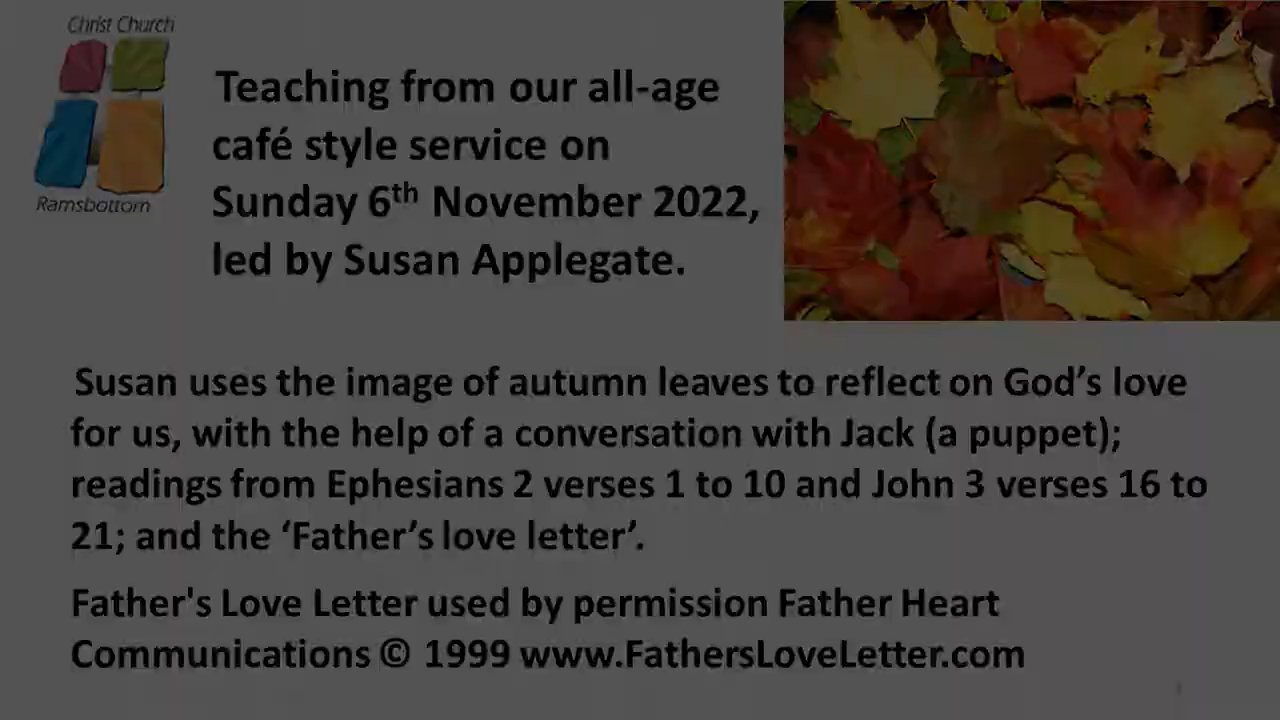 Christ Church
Ramsbottom
Teaching from our all-age
café style service on
Sunday 6th November 2022,
led by Susan Applegate.
Susan uses the image of autumn leaves to reflect on God’s love
for us, with the help of a conversation with Jack (a puppet);
readings from Ephesians 2 verses 1 to 10 and John 3 verses 16 to
21; and the ‘Father’s love letter’.
Father's Love Letter used by permission Father Heart
Communications © 1999 www.FathersLoveLetter.com